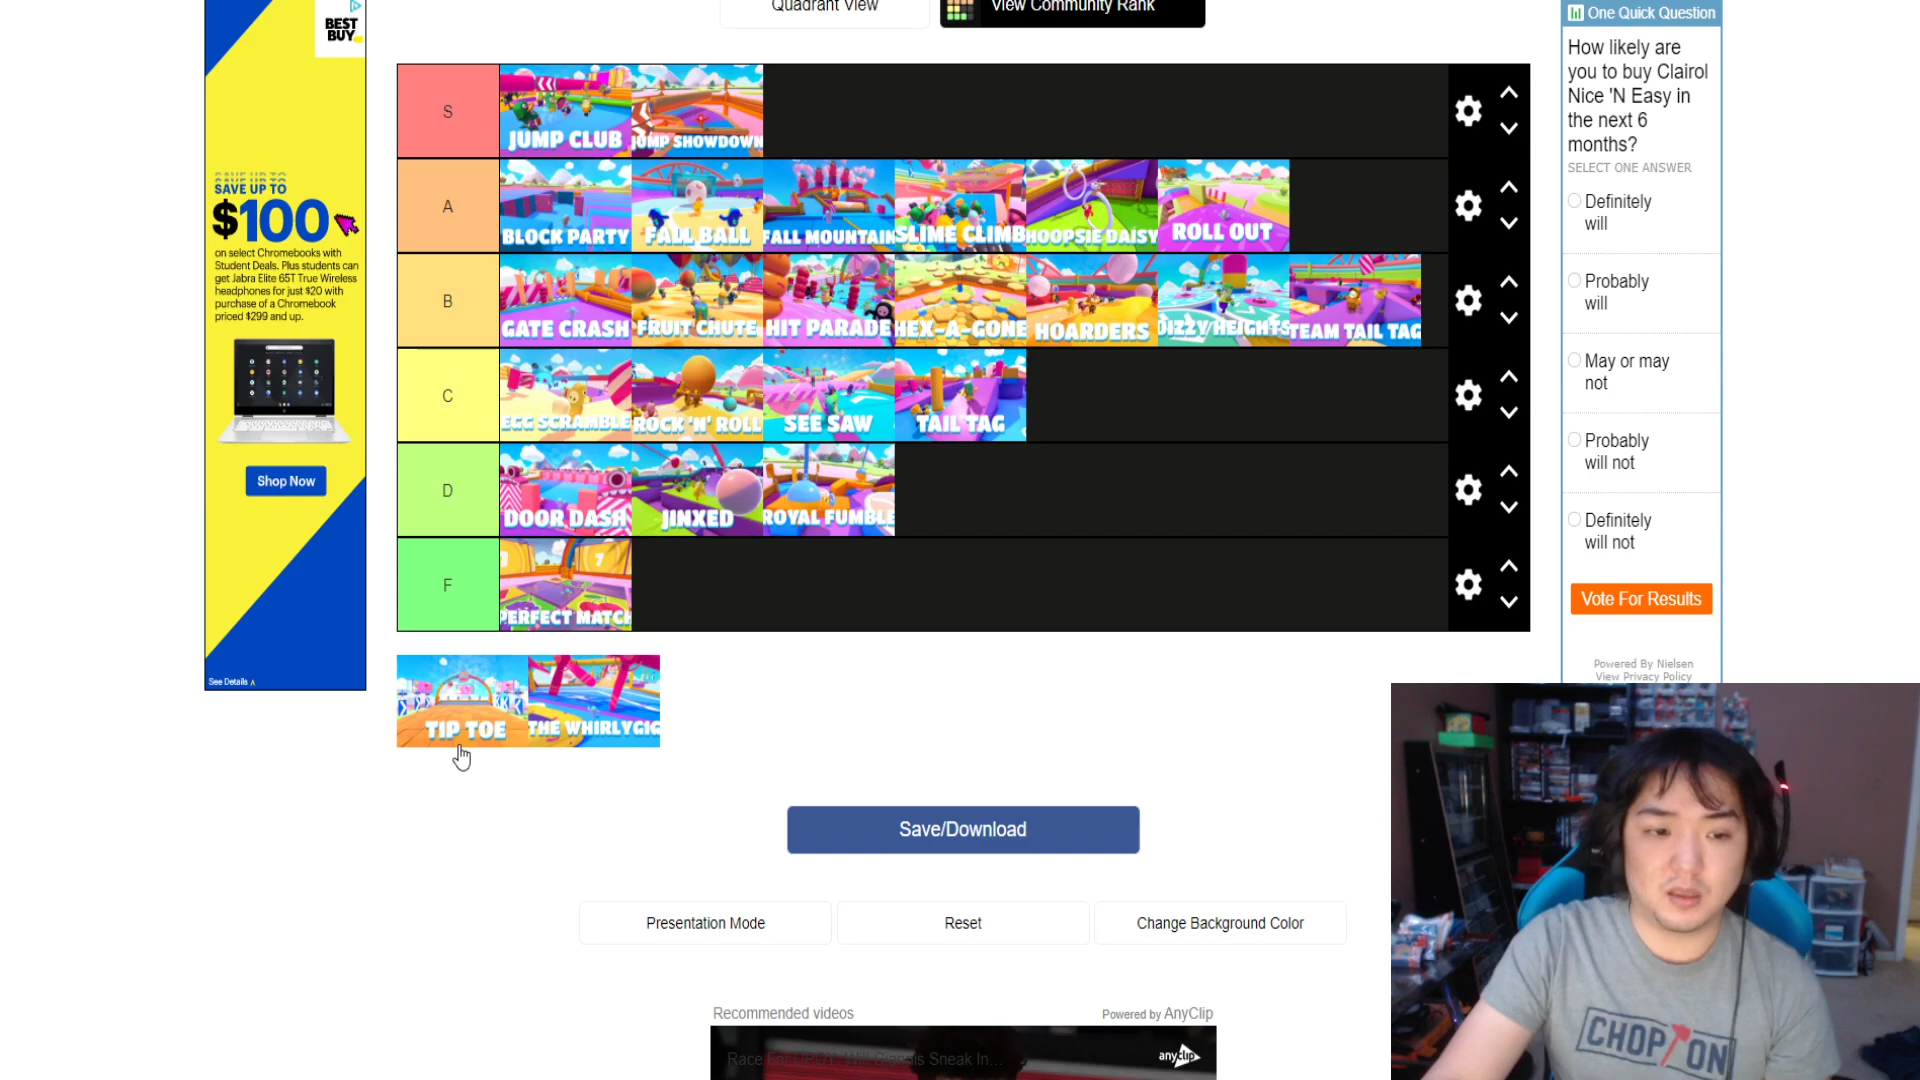 Quadrant View
View Community Rank
BEST
BUY
SAVE UP TO
$100
on select Chromebooks with
Student Deals. Plus students can
get Jabra Elite 65T True Wireless
headphones for just $20 with
purchase of a Chromebook
priced $299 and up.
Shop Now
See Details
S
JUMP CLUB
JUMP SHOWDOWN
A
BLOCK PARTY
FALL BALL
FALL MOUNTAIN
SLIME CLIMB
HOOPSIE DAISY
ROLL OUT
B
GATE CRASH
FRUIT CHUTE
HIT PARADE
HEX-A-GONE
HOARDERS
DIZZY HEIGHTS
TEAM TAIL TAG
C
EGG SCRAMBLE
ROCK 'N' ROLL
SEE SAW
TAIL TAG
D
DOOR DASH
JINXED
ROYAL FUMBLE
F
PERFECT MATCH
TIP TOE
THE WHIRLYGIG
Save/Download
Presentation Mode
Reset
Change Background Color
Recommended videos
Powered by AnyClip
anyclip
One Quick Question
How likely are
you to buy Clairol
Nice 'N Easy in
the next 6
months?
SELECT ONE ANSWER
Definitely
will
Probably
will
May or may
not
Probably
will not
Definitely
will not
Vote For Results
Powered By Nielsen
View Privacy Policy
CHOP ON